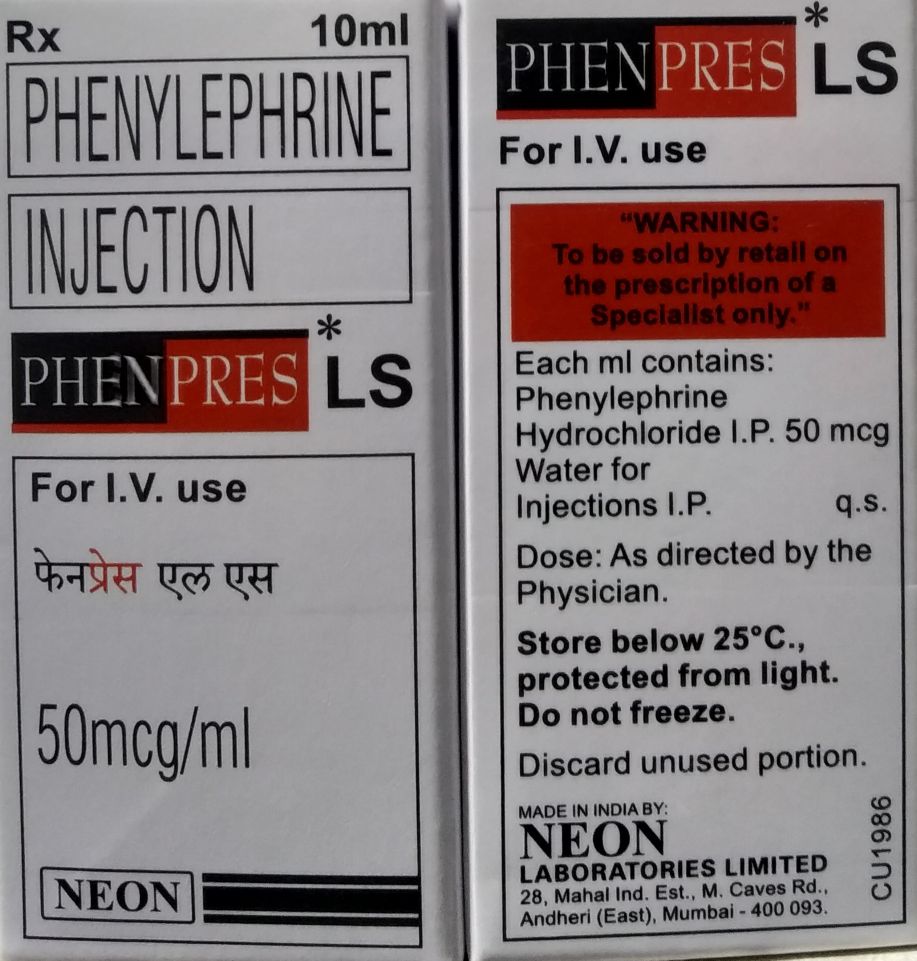 Rx 10ml
PHENYLEPHRINE
INJECTION
PHENPRES* LS
For I.V. use
फेनप्रेस एल एस
50mcg/ml
NEON
PHENPRES* LS
For I.V. use
"WARNING:
To be sold by retail on
the prescription of a
Specialist only."
Each ml contains:
Phenylephrine
Hydrochloride I.P. 50 mcg
Water for
Injections I.P. q.s.
Dose: As directed by the
Physician.
Store below 25°C.,
protected from light.
Do not freeze.
Discard unused portion.
MADE IN INDIA BY:
NEON
LABORATORIES LIMITED
28, Mahal Ind. Est., M. Caves Rd.,
Andheri (East), Mumbai - 400 093.
CU1986